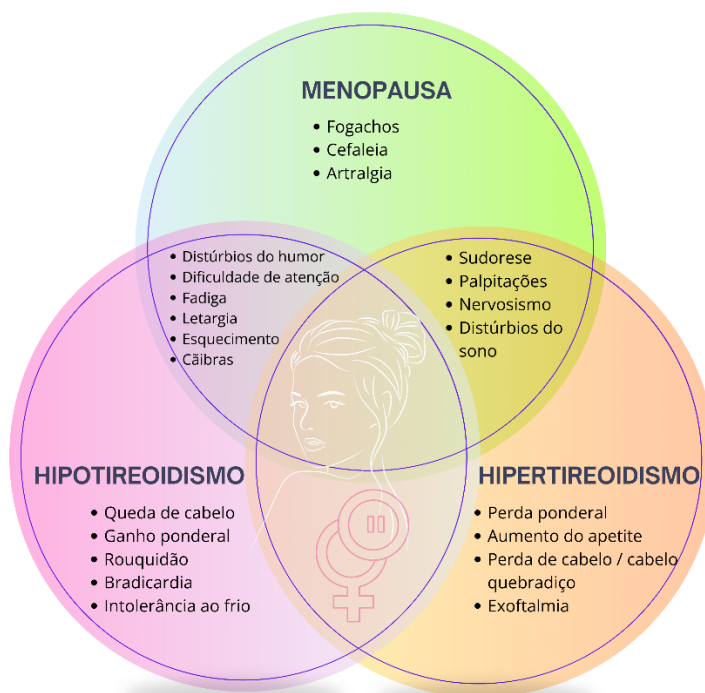 MENOPAUSA
• Fogachos
• Cefaleia
• Artralgia
• Distúrbios do humor
• Dificuldade de atenção
• Fadiga
• Letargia
• Esquecimento
• Cãibras
• Sudorese
• Palpitações
• Nervosismo
• Distúrbios do
sono
HIPOTIREOIDISMO
• Queda de cabelo
• Ganho ponderal
• Rouquidão
• Bradicardia
• Intolerância ao frio
HIPERTIREOIDISMO
• Perda ponderal
• Aumento do apetite
• Perda de cabelo / cabelo
quebradiço
• Exoftalmia